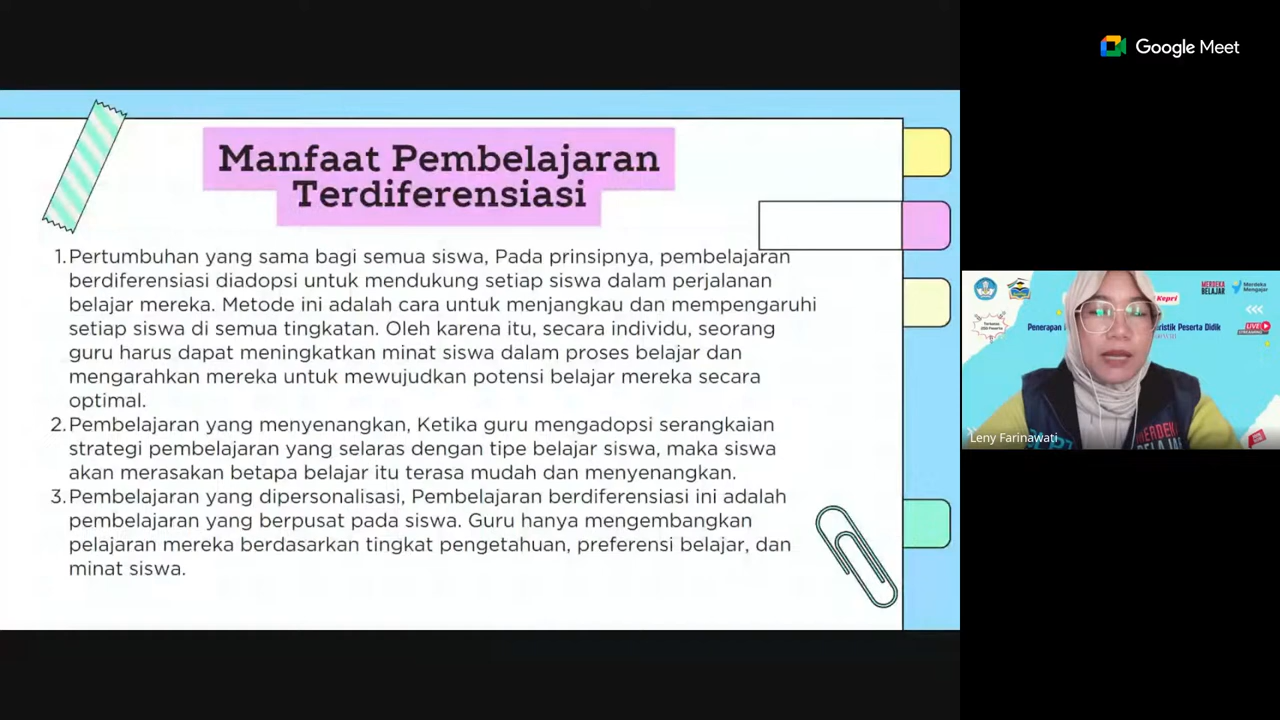 Google Meet
Manfaat Pembelajaran
Terdiferensiasi
1. Pertumbuhan yang sama bagi semua siswa, Pada prinsipnya, pembelajaran
berdiferensiasi diadopsi untuk mendukung setiap siswa dalam perjalanan
belajar mereka. Metode ini adalah cara untuk menjangkau dan mempengaruhi
setiap siswa di semua tingkatan. Oleh karena itu, secara individu, seorang
guru harus dapat meningkatkan minat siswa dalam proses belajar dan
mengarahkan mereka untuk mewujudkan potensi belajar mereka secara
optimal.
2. Pembelajaran yang menyenangkan, Ketika guru mengadopsi serangkaian
strategi pembelajaran yang selaras dengan tipe belajar siswa, maka siswa
akan merasakan betapa belajar itu terasa mudah dan menyenangkan.
3. Pembelajaran yang dipersonalisasi, Pembelajaran berdiferensiasi ini adalah
pembelajaran yang berpusat pada siswa. Guru hanya mengembangkan
pelajaran mereka berdasarkan tingkat pengetahuan, preferensi belajar, dan
minat siswa.
MERDEKA
BELAJAR
Merdeka
Mengajar
Kepri
Penerapan
Peserta Didik
LIVE
Leny Farinawati
MERDEKA